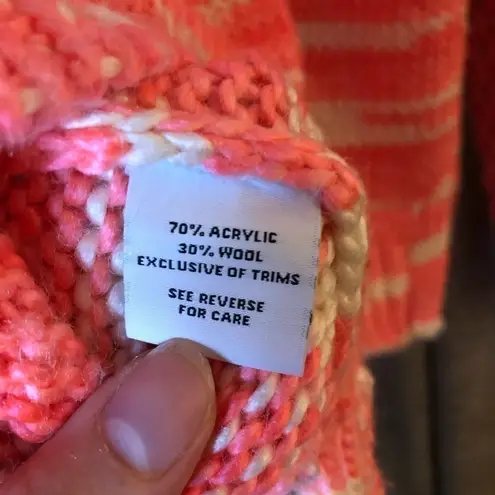 70% ACRYLIC
30% WOOL
EXCLUSIVE OF TRIMS
SEE REVERSE
FOR CARE